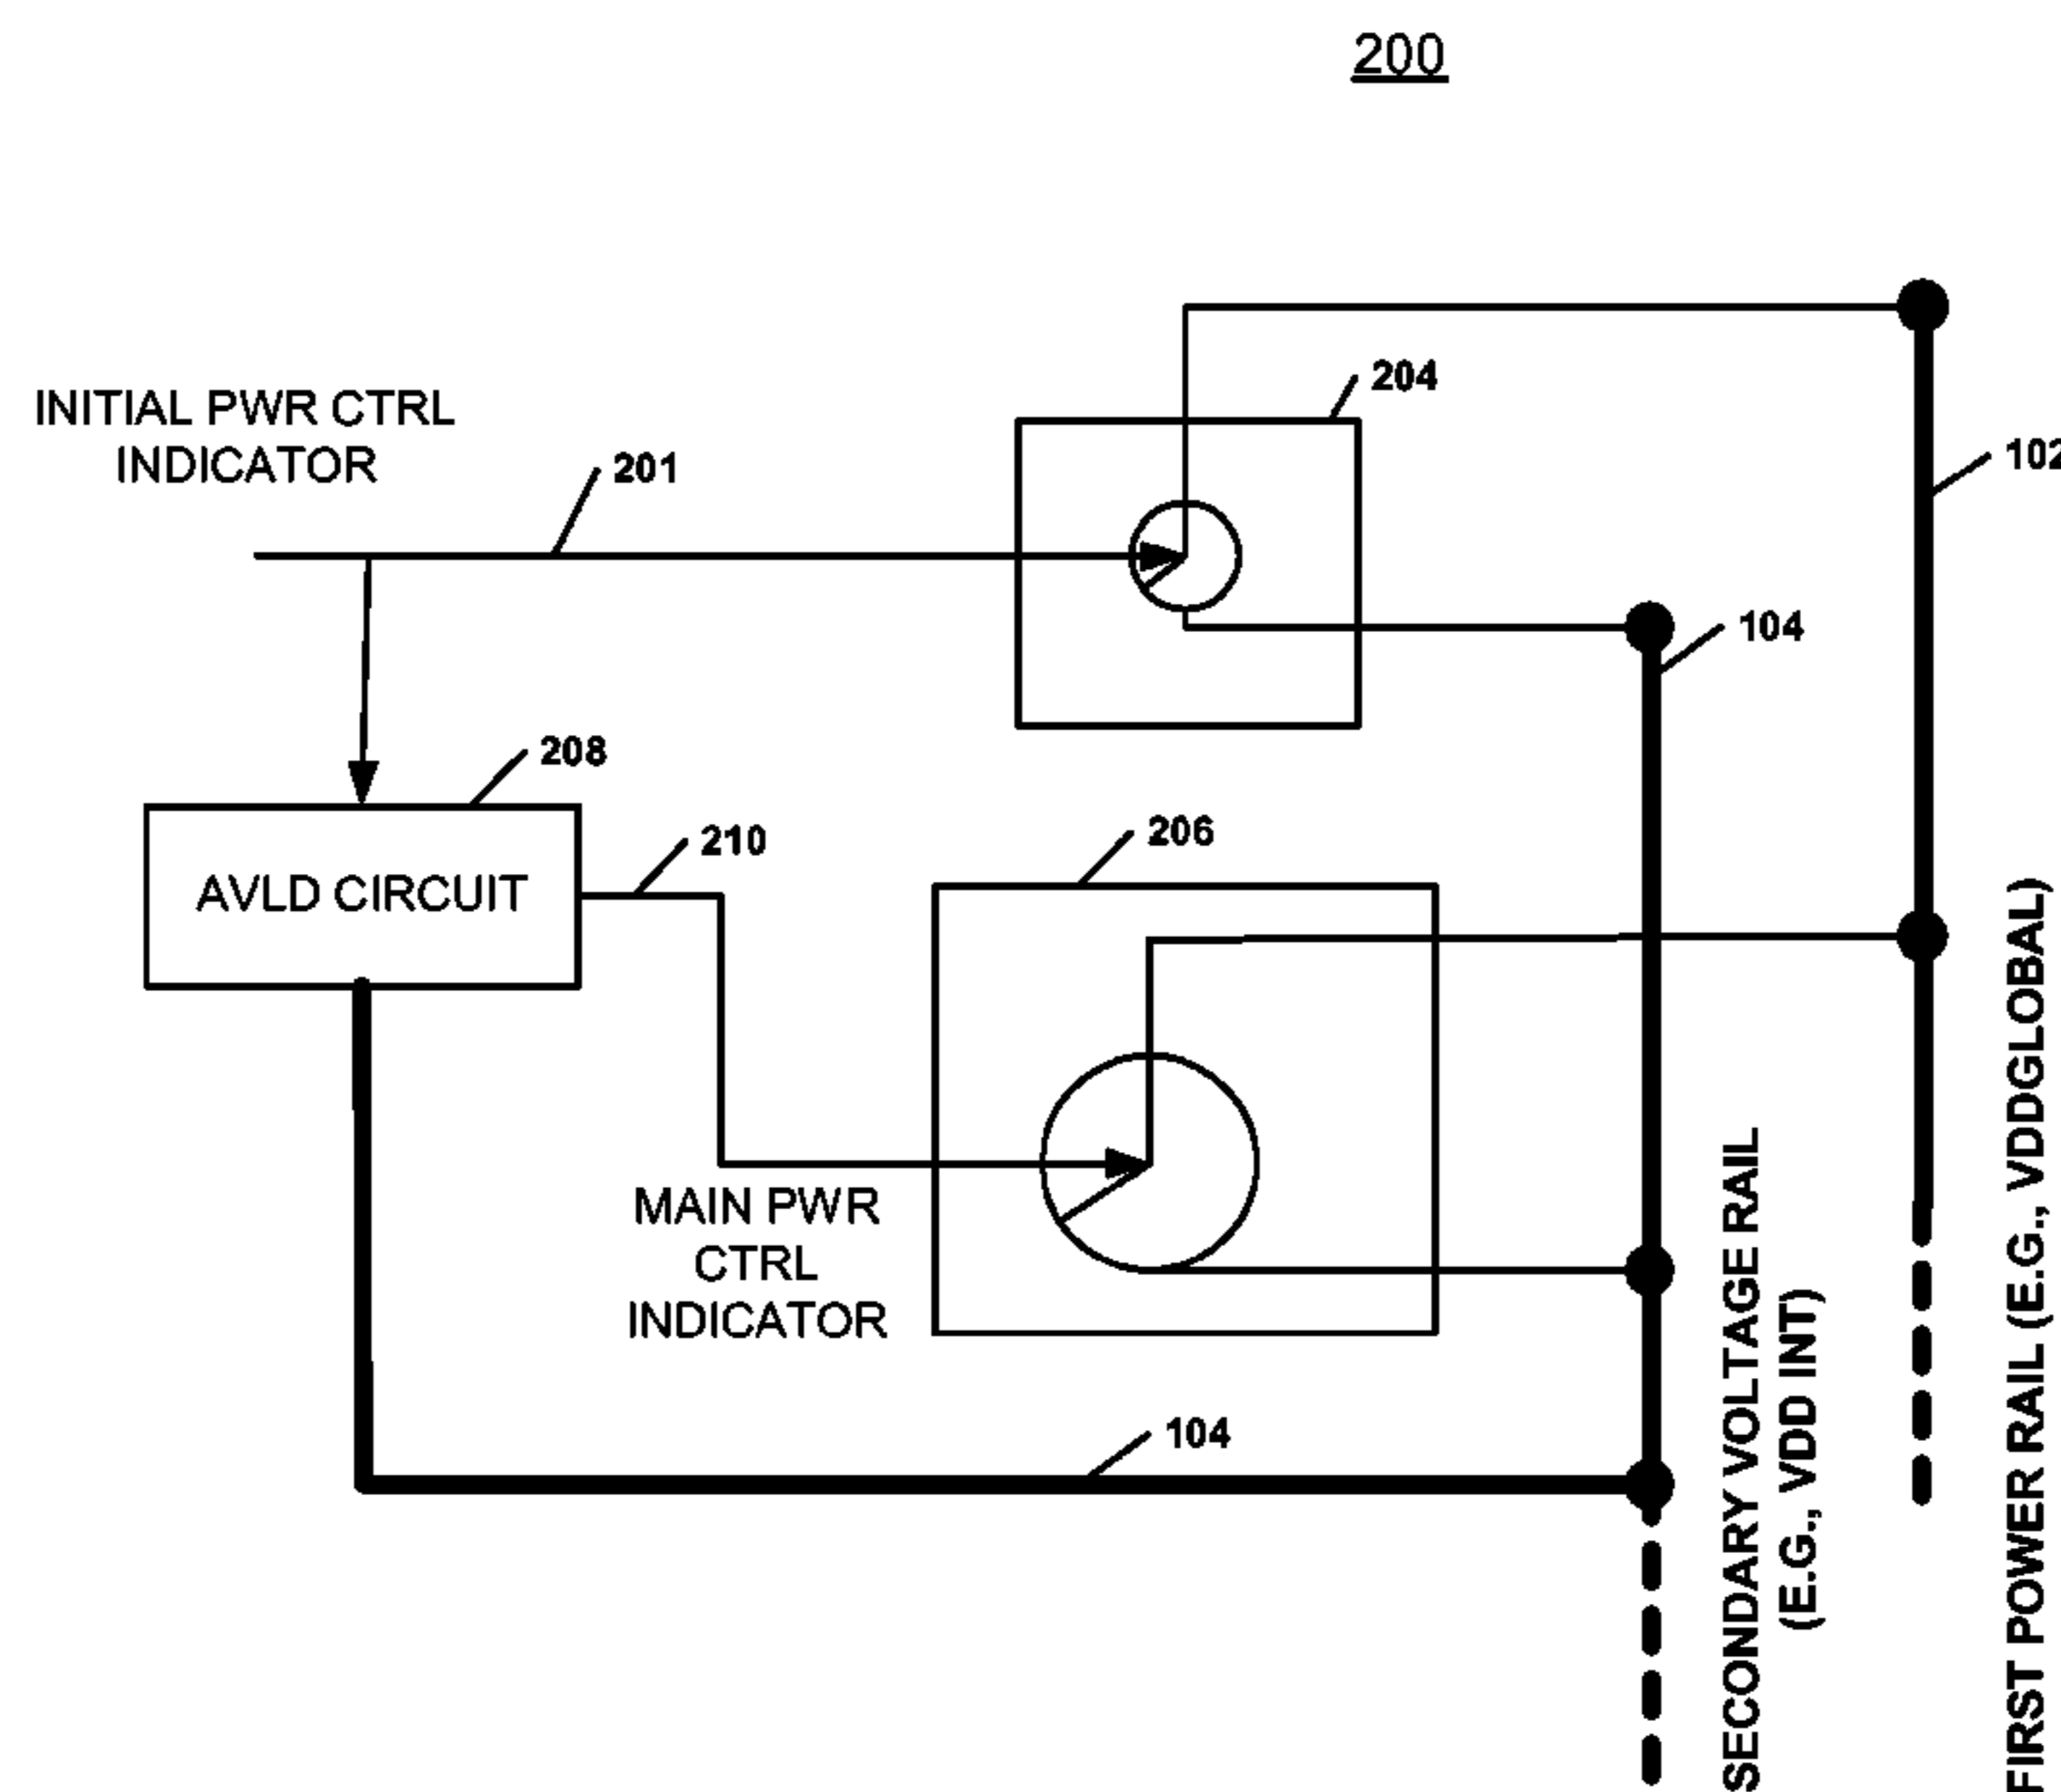 200
204
INITIAL PWR CTRL
INDICATOR
201
102
104
208
210
206
AVLD CIRCUIT
MAIN PWR
CTRL
INDICATOR
104
SECONDARY VOLTAGE RAIL
(E.G., VDD INT)
FIRST POWER RAIL (E.G., VDDGLOBAL)